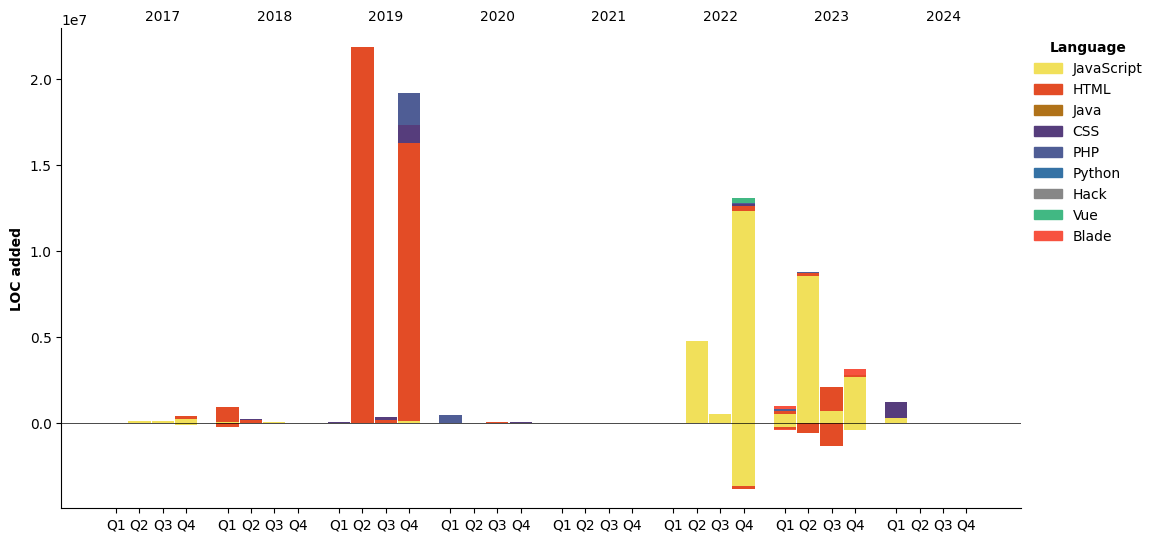 1e7
2017 2018 2019 2020 2021 2022 2023 2024
2.0
1.5
1.0
0.5
0.0
LOC added
Language
JavaScript
HTML
Java
CSS
PHP
Python
Hack
Vue
Blade
Q1 Q2 Q3 Q4 Q1 Q2 Q3 Q4 Q1 Q2 Q3 Q4 Q1 Q2 Q3 Q4 Q1 Q2 Q3 Q4 Q1 Q2 Q3 Q4 Q1 Q2 Q3 Q4 Q1 Q2 Q3 Q4